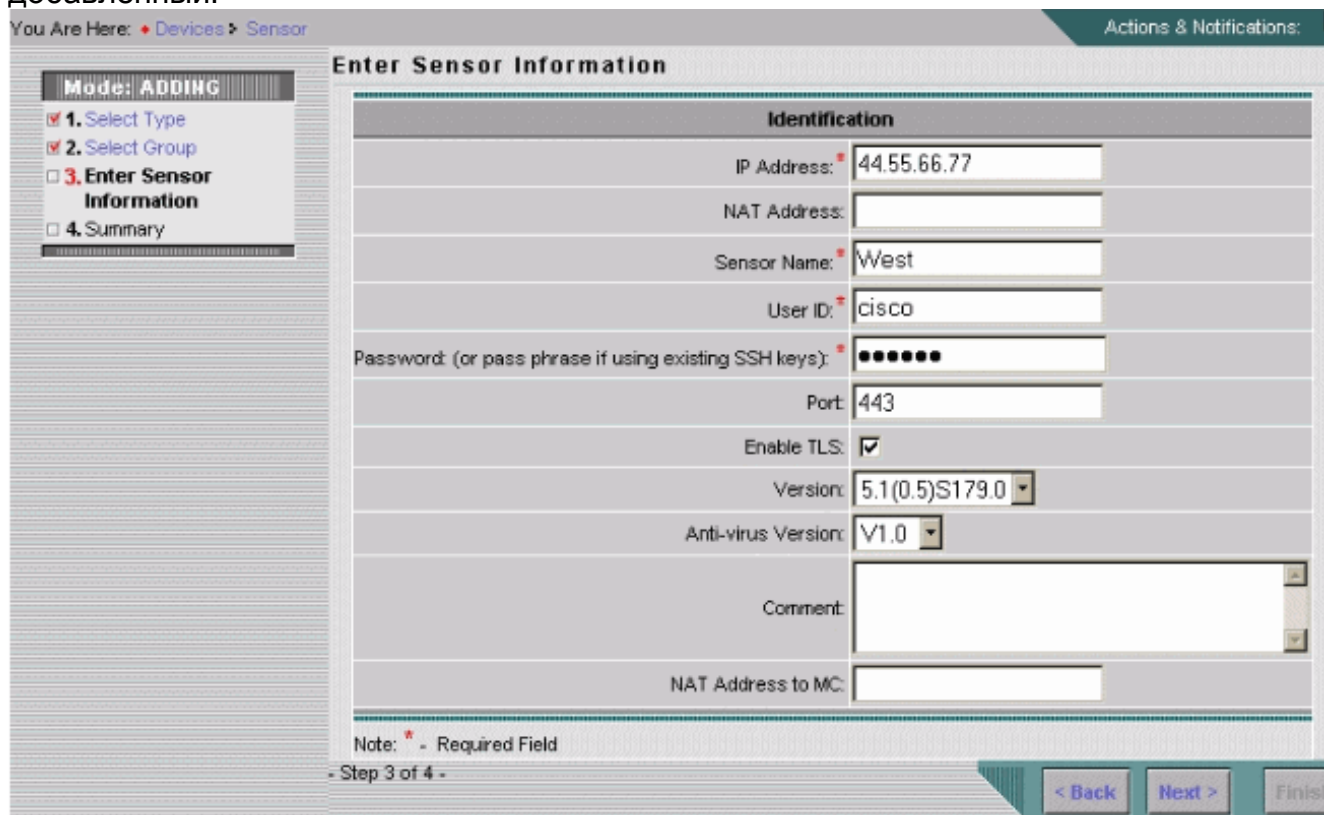 добавленный.
You Are Here: Devices Sensor
Actions & Notifications:
Mode: ADDING
1. Select Type
2. Select Group
3. Enter Sensor
Information
4. Summary
Enter Sensor Information
Identification
IP Address:* 44.55.66.77
NAT Address:
Sensor Name:* West
User ID:* cisco
Password: (or pass phrase if using existing SSH keys): * ●●●●●●
Port: 443
Enable TLS:
Version: 5.1(0.5)S179.0
Anti-virus Version: V1.0
Comment:
NAT Address to MC:
Note: * - Required Field
- Step 3 of 4 -
< Back
Next >
Finis